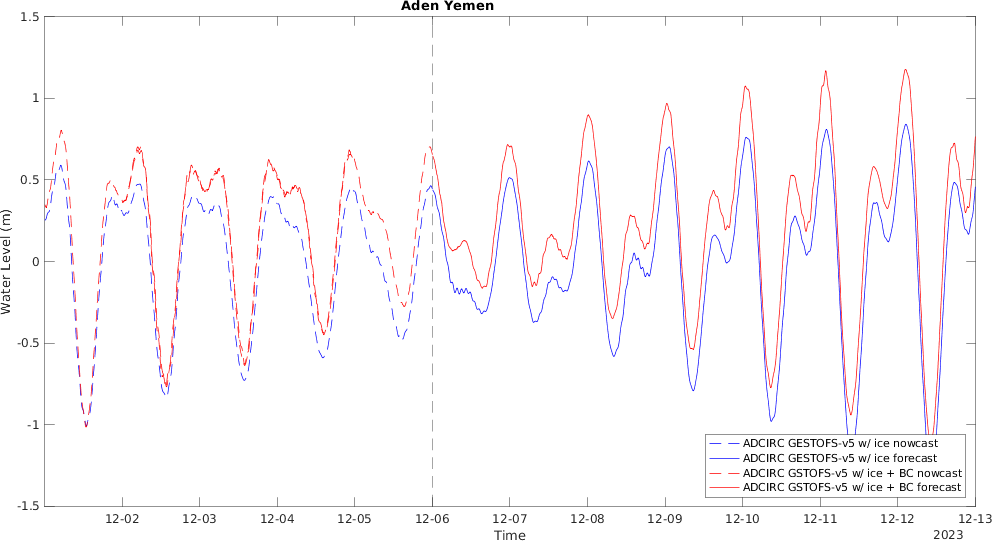 Aden Yemen
1.5
1
0.5
0
-0.5
-1
-1.5
Water Level (m)
ADCIRC GESTOFS-v5 w/ ice nowcast
ADCIRC GESTOFS-v5 w/ ice forecast
ADCIRC GSTOFS-v5 w/ ice + BC nowcast
ADCIRC GSTOFS-v5 w/ ice + BC forecast
12-02 12-03 12-04 12-05 12-06 12-07 12-08 12-09 12-10 12-11 12-12 12-13
Time
2023